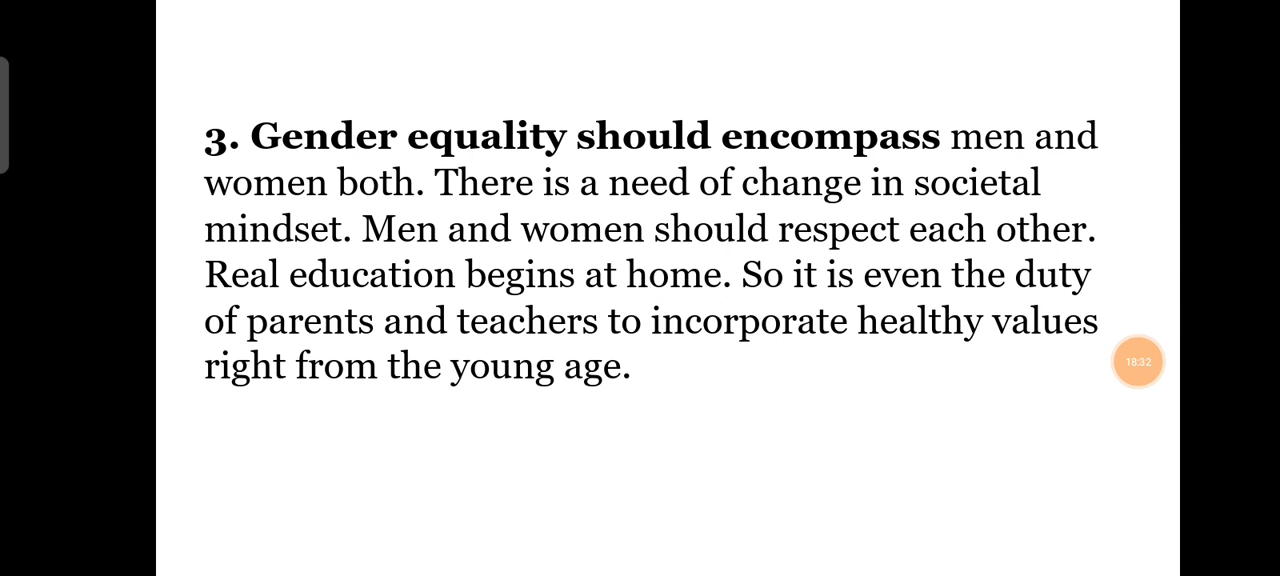 3. Gender equality should encompass men and
women both. There is a need of change in societal
mindset. Men and women should respect each other.
Real education begins at home. So it is even the duty
of parents and teachers to incorporate healthy values
right from the young age.
18:32